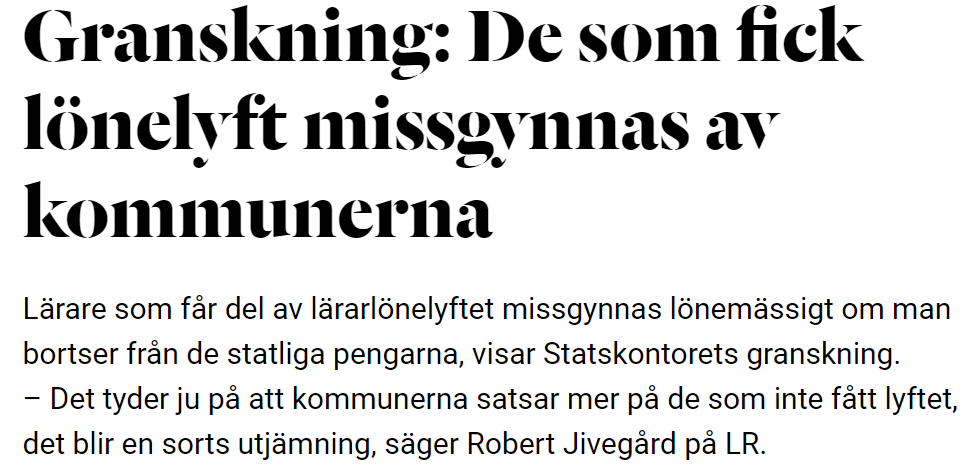 Granskning: De som fick
lönelyft missgynnas av
kommunerna
Lärare som får del av lärarlönelyftet missgynnas lönemässigt om man
bortser från de statliga pengarna, visar Statskontorets granskning.
– Det tyder ju på att kommunerna satsar mer på de som inte fått lyftet,
det blir en sorts utjämning, säger Robert Jivegård på LR.